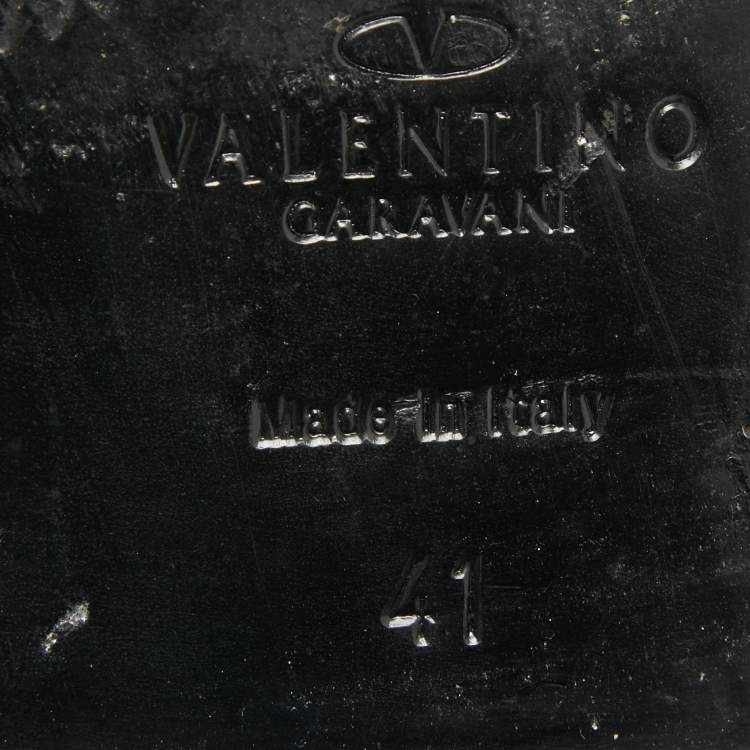 V
VALENTINO
GARAVANI
Made in Italy
41